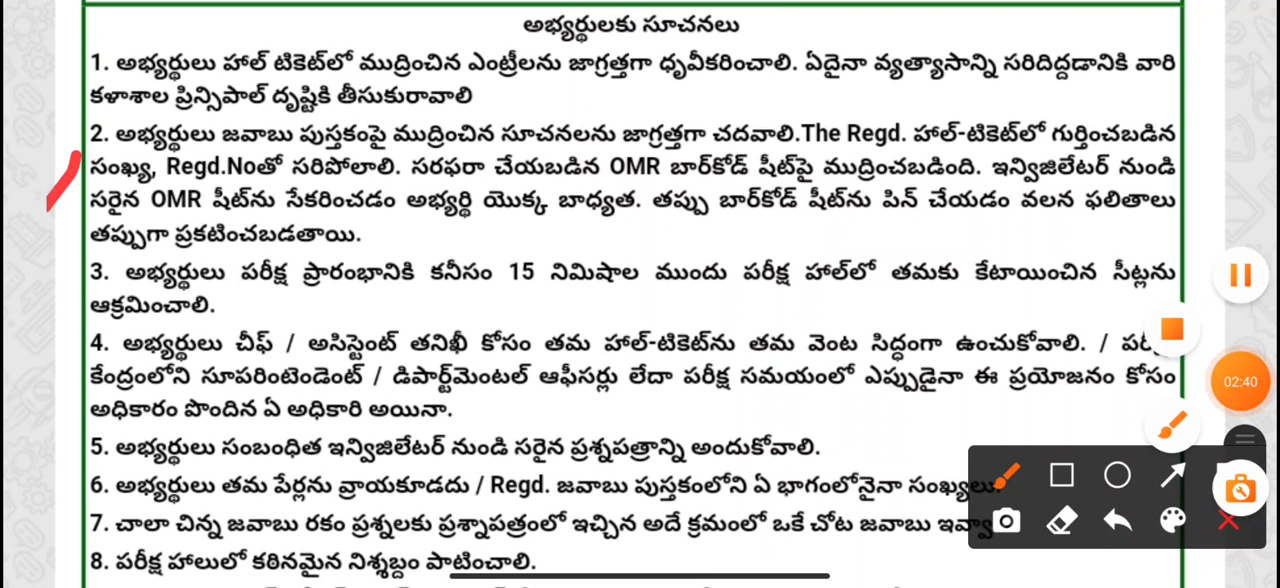 అభ్యర్థులకు సూచనలు
1. అభ్యర్థులు హాల్ టికెట్‌లో ముద్రించిన ఎంట్రీలను జాగ్రత్తగా ధృవీకరించాలి. ఏదైనా వ్యత్యాసాన్ని సరిదిద్దడానికి వారి
కళాశాల ప్రిన్సిపాల్ దృష్టికి తీసుకురావాలి
2. అభ్యర్థులు జవాబు పుస్తకంపై ముద్రించిన సూచనలను జాగ్రత్తగా చదవాలి.The Regd. హాల్-టికెట్‌లో గుర్తించబడిన
సంఖ్య, Regd.Noతో సరిపోలాలి. సరఫరా చేయబడిన OMR బార్‌కోడ్ షీట్‌పై ముద్రించబడింది. ఇన్విజిలేటర్ నుండి
సరైన OMR షీట్‌ను సేకరించడం అభ్యర్థి యొక్క బాధ్యత. తప్పు బార్‌కోడ్ షీట్‌ను పిన్ చేయడం వలన ఫలితాలు
తప్పుగా ప్రకటించబడతాయి.
3. అభ్యర్థులు పరీక్ష ప్రారంభానికి కనీసం 15 నిమిషాల ముందు పరీక్ష హాల్‌లో తమకు కేటాయించిన సీట్లను
ఆక్రమించాలి.
4. అభ్యర్థులు చీఫ్ / అసిస్టెంట్ తనిఖీ కోసం తమ హాల్-టికెట్‌ను తమ వెంట సిద్ధంగా ఉంచుకోవాలి. /
కేంద్రంలోని సూపరింటెండెంట్ / డిపార్ట్‌మెంటల్ ఆఫీసర్లు లేదా పరీక్ష సమయంలో ఎప్పుడైనా ఈ ప్రయోజనం కోసం
అధికారం పొందిన ఏ అధికారి అయినా.
5. అభ్యర్థులు సంబంధిత ఇన్విజిలేటర్ నుండి సరైన ప్రశ్నపత్రాన్ని అందుకోవాలి.
6. అభ్యర్థులు తమ పేర్లను వ్రాయకూడదు / Regd. జవాబు పుస్తకంలోని ఏ భాగంలోనైనా సంఖ్యలు.
7. చాలా చిన్న జవాబు రకం ప్రశ్నలకు ప్రశ్నాపత్రంలో ఇచ్చిన అదే క్రమంలో ఒకే చోట జవాబు
8. పరీక్ష హాలులో కఠినమైన నిశ్శబ్దం పాటించాలి.
02:40